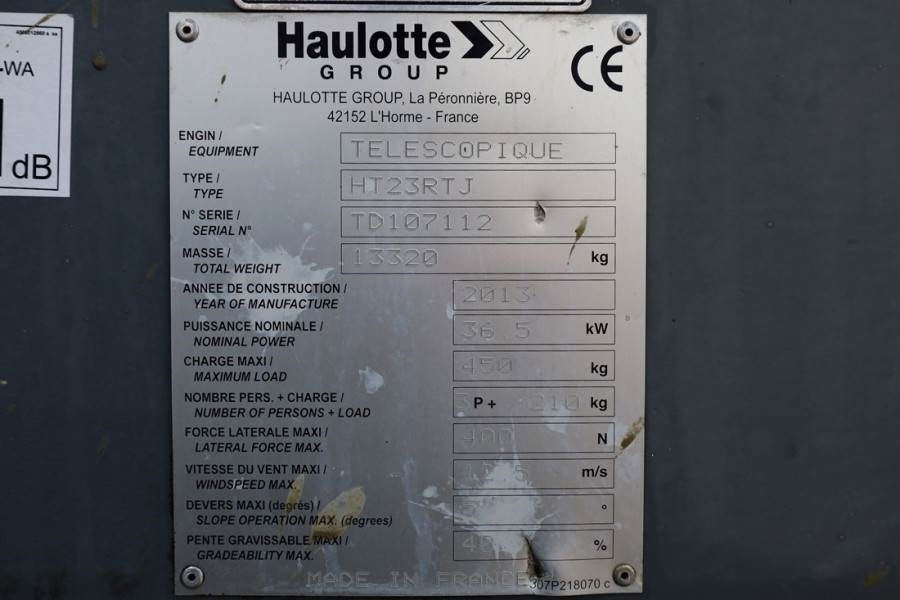 -WA
dB
Haulotte
GROUP
CE
HAULOTTE GROUP, La Péronnière, BP9
42152 L'Horme - France
ENGIN /
EQUIPMENT
TELESCOPIQUE
TYPE /
TYPE
HT23RTJ
N° SERIE /
SERIAL N°
TD107112
MASSE /
TOTAL WEIGHT
13320 kg
ANNEE DE CONSTRUCTION /
YEAR OF MANUFACTURE
2013
PUISSANCE NOMINALE /
NOMINAL POWER
36.5 kW
CHARGE MAXI /
MAXIMUM LOAD
450 kg
NOMBRE PERS. + CHARGE /
NUMBER OF PERSONS + LOAD
3 P + 210 kg
FORCE LATERALE MAXI /
LATERAL FORCE MAX.
400 N
VITESSE DU VENT MAXI /
WINDSPEED MAX.
m/s
DEVERS MAXI (degrés) /
SLOPE OPERATION MAX. (degrees)
°
PENTE GRAVISSABLE MAXI /
GRADEABILITY MAX.
%
MADE IN FRANCE
307P218070 c